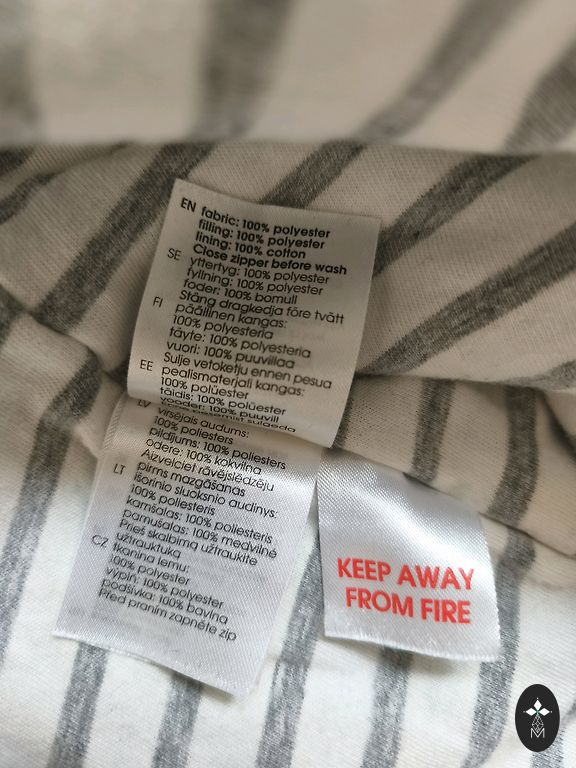 EN fabric: 100% polyester
filling: 100% polyester
lining: 100% cotton
Close zipper before wash
SE yttertyg: 100% polyester
fyllning: 100% polyester
foder: 100% bomull
Stäng dragkedja före tvätt
FI päällinen kangas:
100% polyesteria
täyte: 100% polyesteria
vuori: 100% puuvillaa
Sulje vetoketju ennen pesua
EE pealismaterjali kangas:
100% polüester
täidis: 100% polüester
vooder: 100% puuvill
LV virsējais audums:
100% poliesters
pildījums: 100% poliesters
odere: 100% kokvilna
Aizvelciet rāvējslēdzēju
pirms mazgāšanas
LT išorinio sluoksnio audinys:
100% poliesteris
kamšalas: 100% poliesteris
pamušalas: 100% medvilnė
Prieš skalbimą užtraukite
užtrauktuką
CZ tkanina lemu:
100% polyester
výplň: 100% polyester
podšívka: 100% bavlna
Před praním zapněte zip
KEEP AWAY
FROM FIRE
M